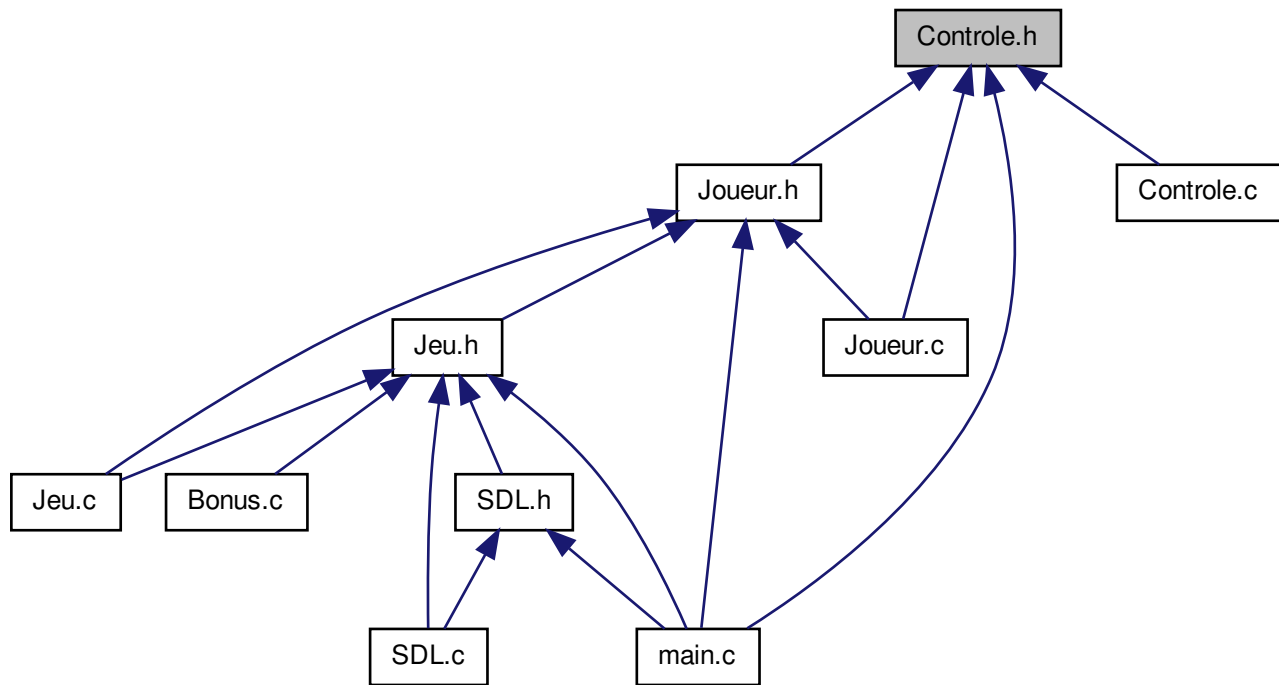 Controle.h
Joueur.h
Controle.c
Jeu.h
Joueur.c
Jeu.c
Bonus.c
SDL.h
SDL.c
main.c